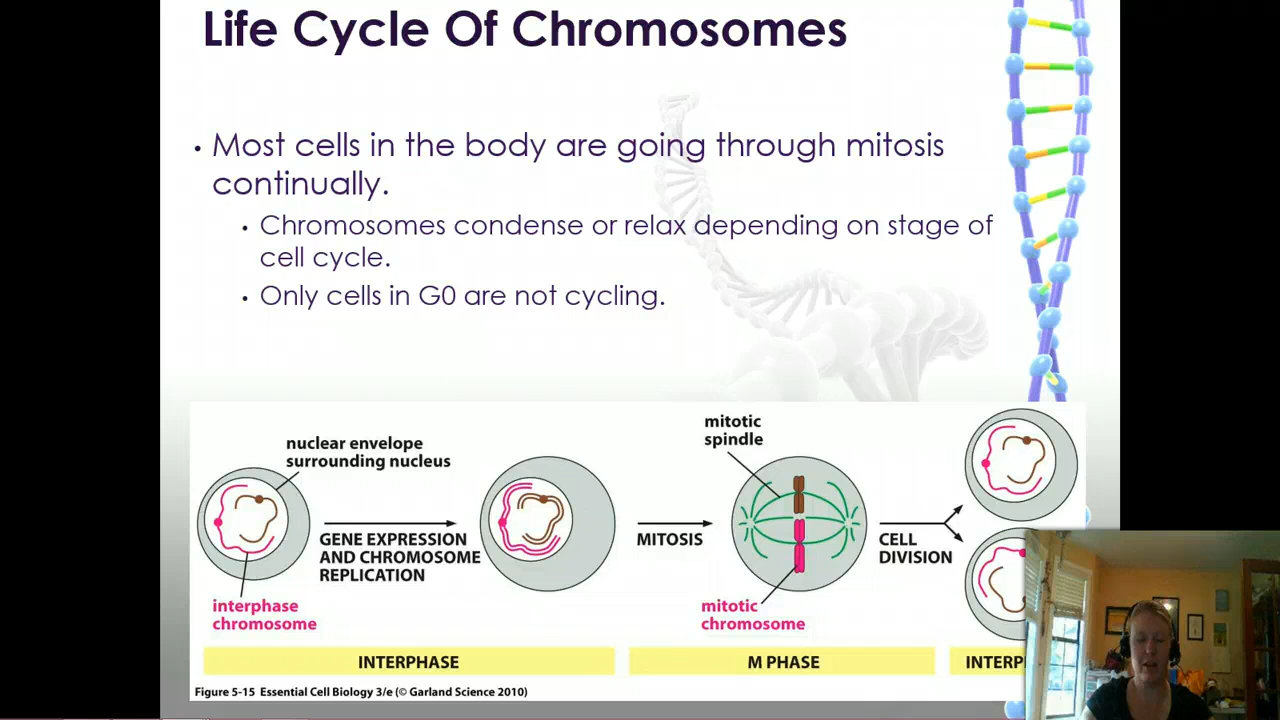 Life Cycle Of Chromosomes
• Most cells in the body are going through mitosis
continually.
• Chromosomes condense or relax depending on stage of
cell cycle.
• Only cells in G0 are not cycling.
nuclear envelope
surrounding nucleus
mitotic
spindle
GENE EXPRESSION
AND CHROMOSOME
REPLICATION
MITOSIS
CELL
DIVISION
interphase
chromosome
mitotic
chromosome
INTERPHASE
M PHASE
INTERP
Figure 5-15 Essential Cell Biology 3/e (© Garland Science 2010)